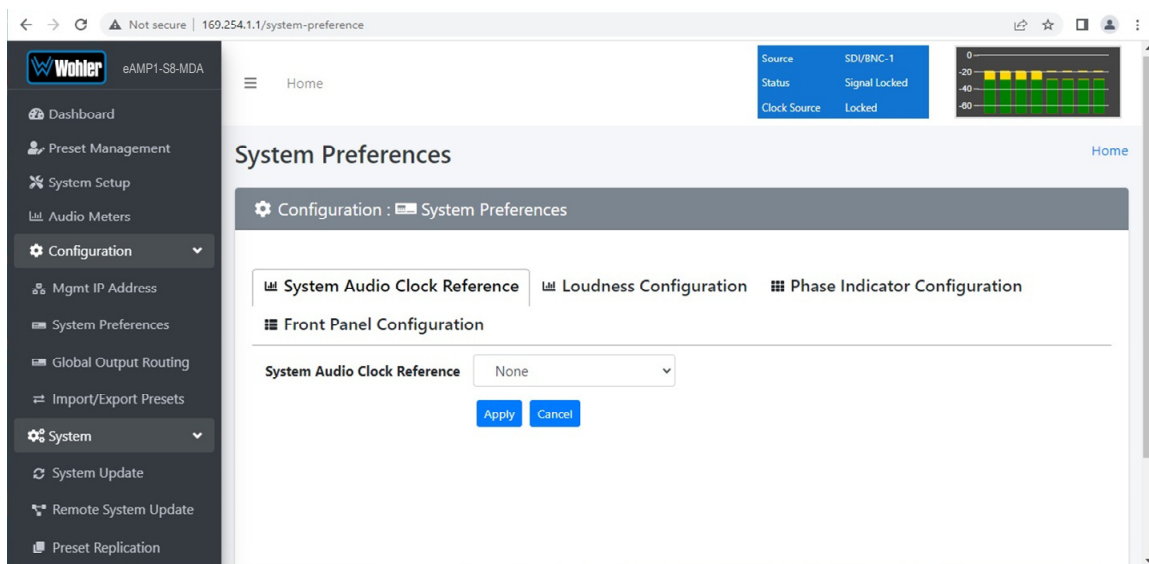 Not secure | 169.254.1.1/system-preference
Wohler eAMP1-S8-MDA
Dashboard
Preset Management
System Setup
Audio Meters
Configuration
Mgmt IP Address
System Preferences
Global Output Routing
Import/Export Presets
System
System Update
Remote System Update
Preset Replication
Home
Source SDI/BNC-1
Status Signal Locked
Clock Source Locked
0
-20
-40
-60
System Preferences
Home
Configuration : System Preferences
System Audio Clock Reference
Loudness Configuration
Phase Indicator Configuration
Front Panel Configuration
System Audio Clock Reference None
Apply Cancel